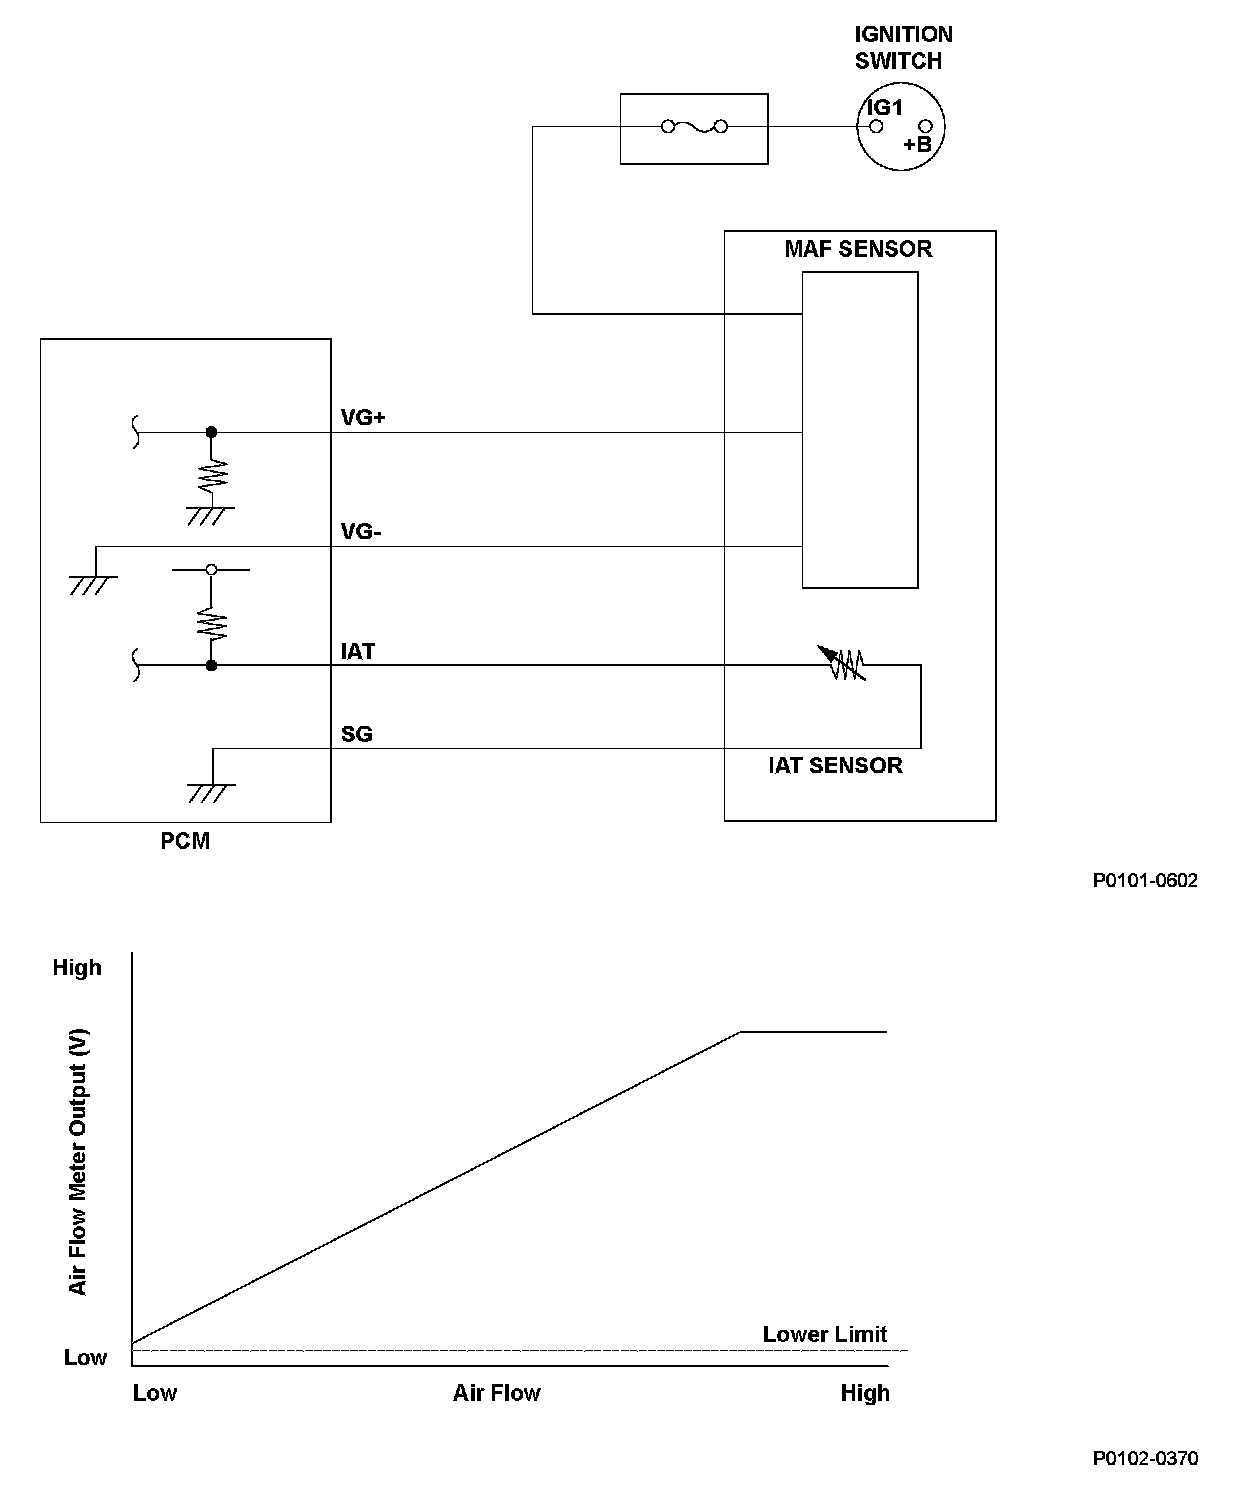 IGNITION
SWITCH
IG1
+B
MAF SENSOR
VG+
VG-
IAT
SG
IAT SENSOR
PCM
P0101-0602
High
Air Flow Meter Output (V)
Lower Limit
Low
Low
Air Flow
High
P0102-0370